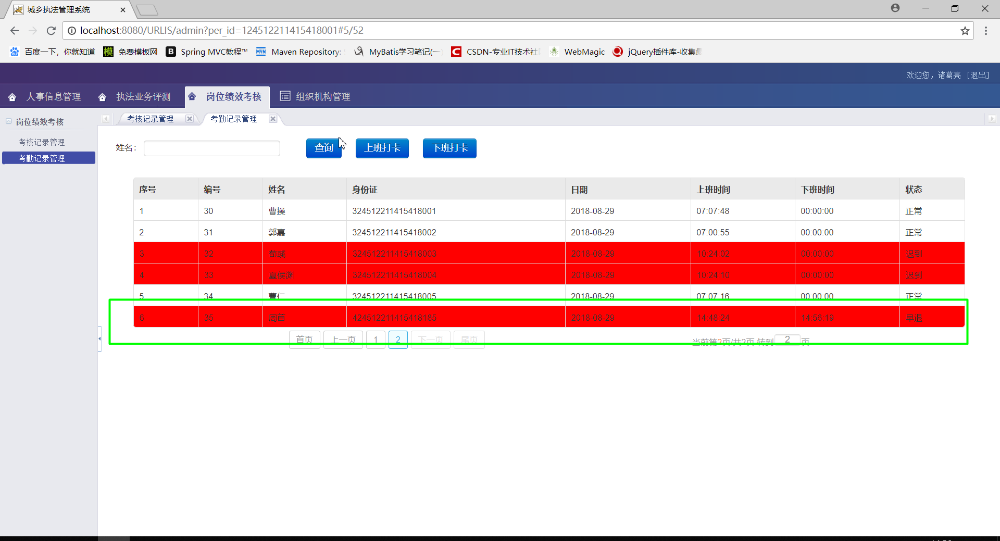 城乡执法管理系统
localhost:8080/URLIS/admin?per_id=124512211415418001#5/52
百度一下，你就知道 免费模板网 Spring MVC教程™ Maven Repository: MyBatis学习笔记(一) CSDN-专业IT技术社 WebMagic jQuery插件库-收集最
欢迎您，诸葛亮 [退出]
人事信息管理 执法业务评测 岗位绩效考核 组织机构管理
岗位绩效考核
考核记录管理
考勤记录管理
考核记录管理 考勤记录管理
姓名： 查询 上班打卡 下班打卡
序号 编号 姓名 身份证 日期 上班时间 下班时间 状态
1 30 曹操 324512211415418001 2018-08-29 07:07:48 00:00:00 正常
2 31 郭嘉 324512211415418002 2018-08-29 07:00:55 00:00:00 正常
3 32 荀彧 324512211415418003 2018-08-29 10:24:02 00:00:00 迟到
4 33 夏侯渊 324512211415418004 2018-08-29 10:24:10 00:00:00 迟到
5 34 曹仁 324512211415418005 2018-08-29 07:07:16 00:00:00 正常
6 35 424512211415418185 2018-08-29 14:48:24 14:56:19 早退
首页 上一页 1 2 下一页 尾页 当前第2页/共2页 转到 2 页